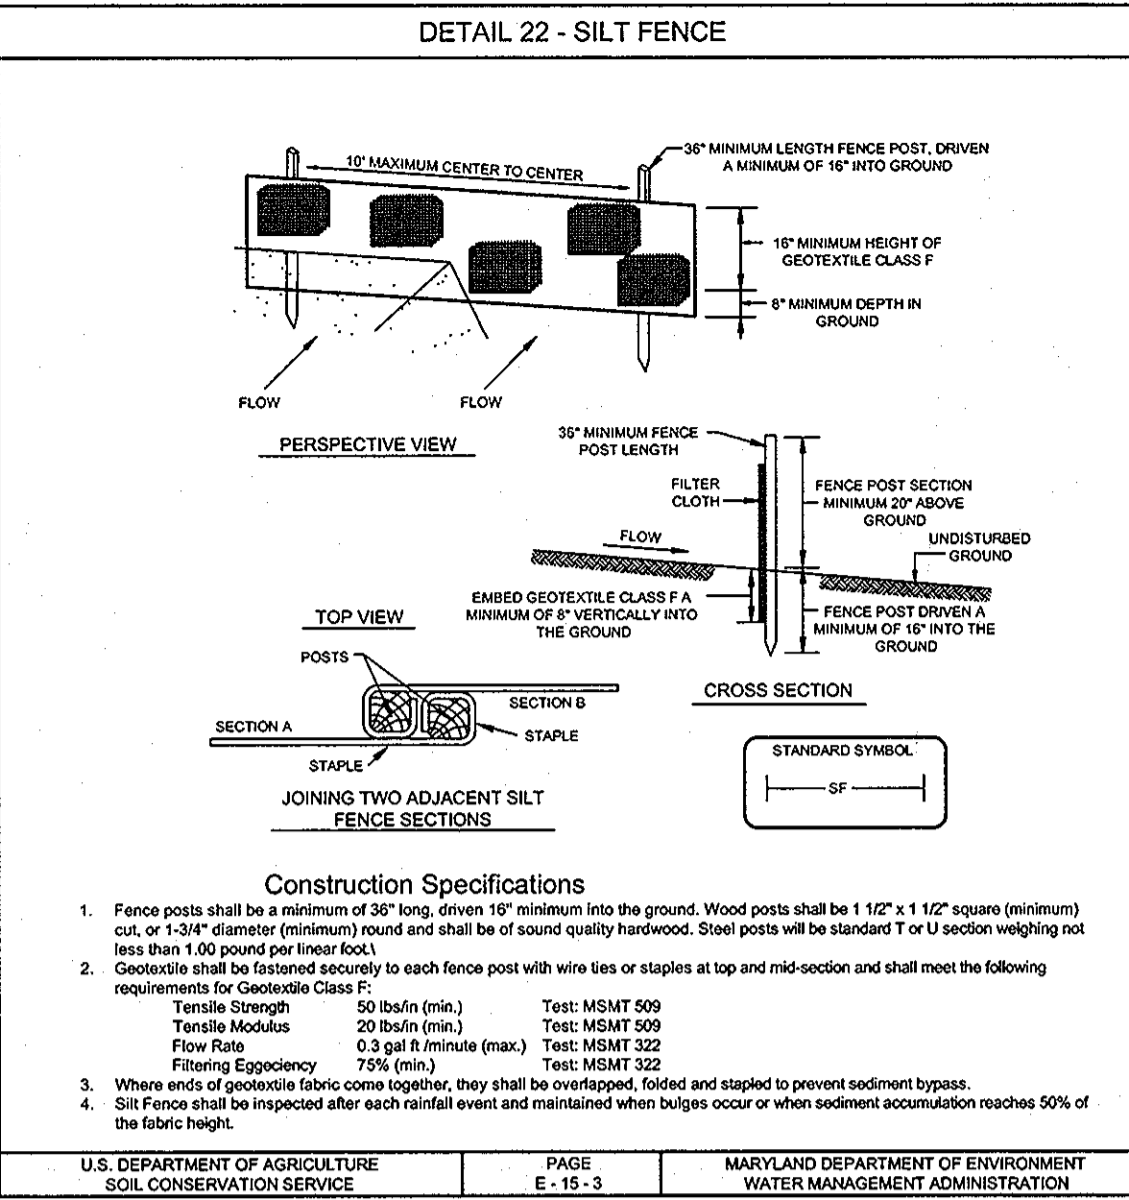 DETAIL 22 - SILT FENCE
10' MAXIMUM CENTER TO CENTER
36" MINIMUM LENGTH FENCE POST, DRIVEN
A MINIMUM OF 16" INTO GROUND
16" MINIMUM HEIGHT OF
GEOTEXTILE CLASS F
8" MINIMUM DEPTH IN
GROUND
FLOW
FLOW
PERSPECTIVE VIEW
36" MINIMUM FENCE
POST LENGTH
FILTER
CLOTH
FENCE POST SECTION
MINIMUM 20" ABOVE
GROUND
FLOW
UNDISTURBED
GROUND
EMBED GEOTEXTILE CLASS F A
MINIMUM OF 8" VERTICALLY INTO
THE GROUND
FENCE POST DRIVEN A
MINIMUM OF 16" INTO THE
GROUND
CROSS SECTION
TOP VIEW
POSTS
SECTION B
SECTION A
STAPLE
STAPLE
JOINING TWO ADJACENT SILT
FENCE SECTIONS
STANDARD SYMBOL
SF
Construction Specifications
1. Fence posts shall be a minimum of 36" long, driven 16" minimum into the ground. Wood posts shall be 1 1/2" x 1 1/2" square (minimum)
cut, or 1-3/4" diameter (minimum) round and shall be of sound quality hardwood. Steel posts will be standard T or U section weighing not
less than 1.00 pound per linear foot.\
2. Geotextile shall be fastened securely to each fence post with wire ties or staples at top and mid-section and shall meet the following
requirements for Geotextile Class F:
Tensile Strength 50 lbs/in (min.) Test: MSMT 509
Tensile Modulus 20 lbs/in (min.) Test: MSMT 509
Flow Rate 0.3 gal ft /minute (max.) Test: MSMT 322
Filtering Eggeciency 75% (min.) Test: MSMT 322
3. Where ends of geotextile fabric come together, they shall be overlapped, folded and stapled to prevent sediment bypass.
4. Silt Fence shall be inspected after each rainfall event and maintained when bulges occur or when sediment accumulation reaches 50% of
the fabric height.
U.S. DEPARTMENT OF AGRICULTURE
SOIL CONSERVATION SERVICE
PAGE
E - 15 - 3
MARYLAND DEPARTMENT OF ENVIRONMENT
WATER MANAGEMENT ADMINISTRATION